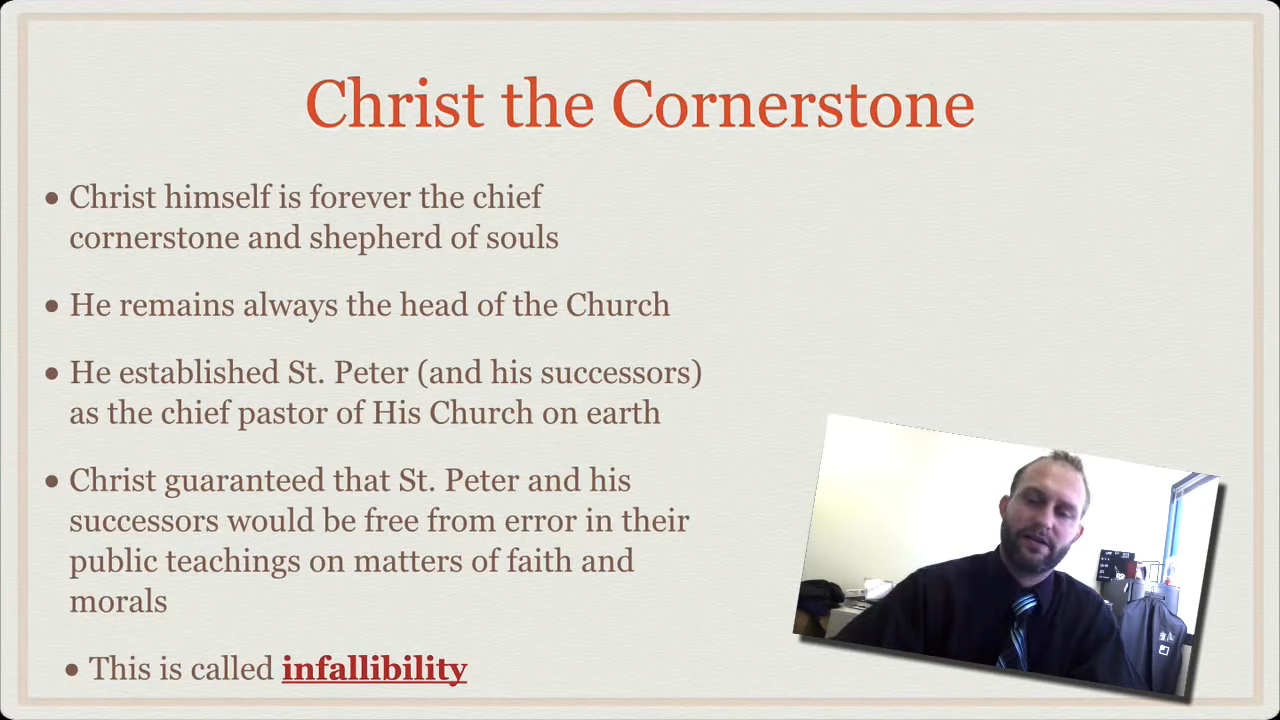 Christ the Cornerstone
• Christ himself is forever the chief
cornerstone and shepherd of souls
• He remains always the head of the Church
• He established St. Peter (and his successors)
as the chief pastor of His Church on earth
• Christ guaranteed that St. Peter and his
successors would be free from error in their
public teachings on matters of faith and
morals
• This is called infallibility